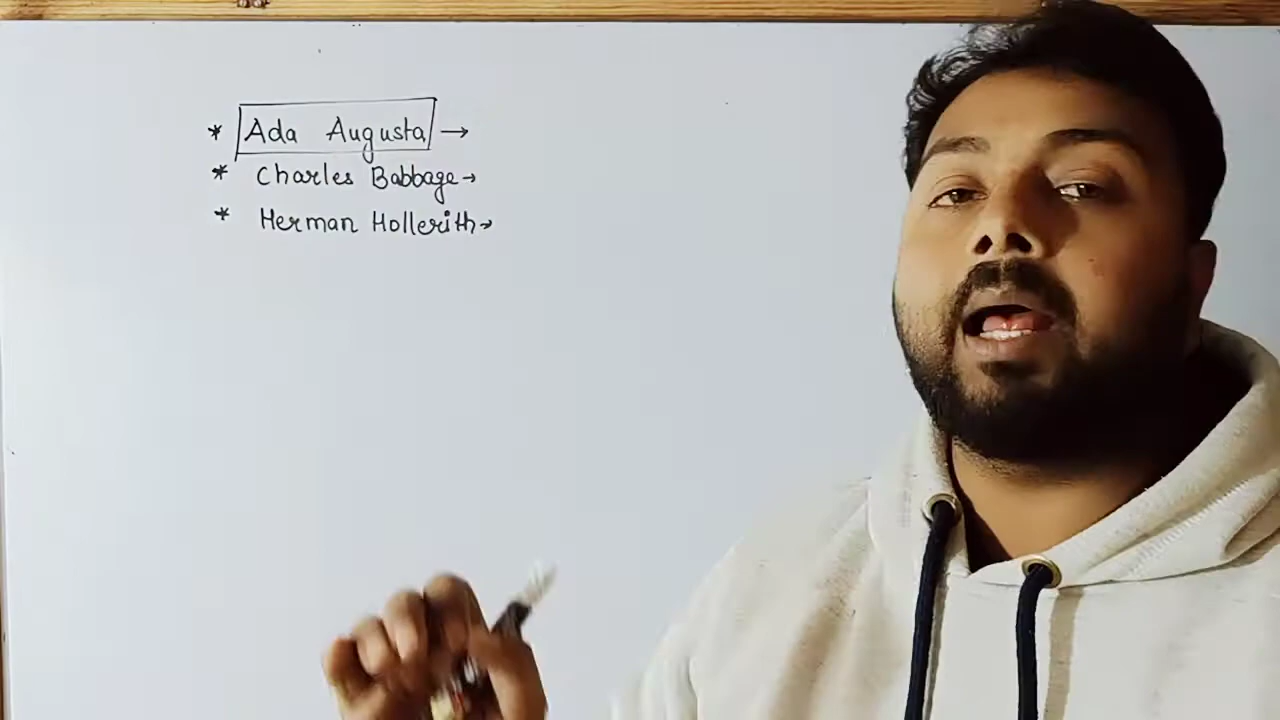 * Ada Augusta →
* Charles Babbage →
* Herman Hollerith →